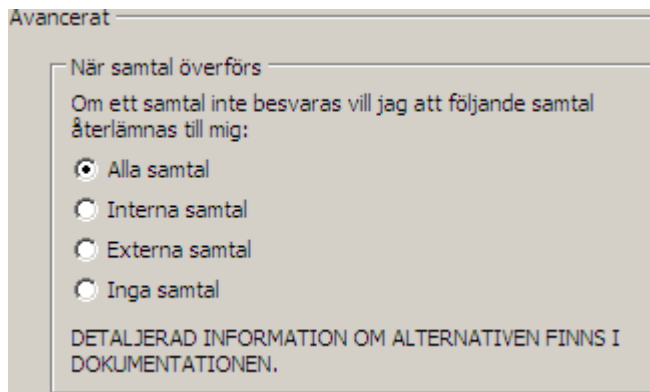 Avancerat
När samtal överförs
Om ett samtal inte besvaras vill jag att följande samtal
återlämnas till mig:
Alla samtal
Interna samtal
Externa samtal
Inga samtal
DETALJERAD INFORMATION OM ALTERNATIVEN FINNS I
DOKUMENTATIONEN.